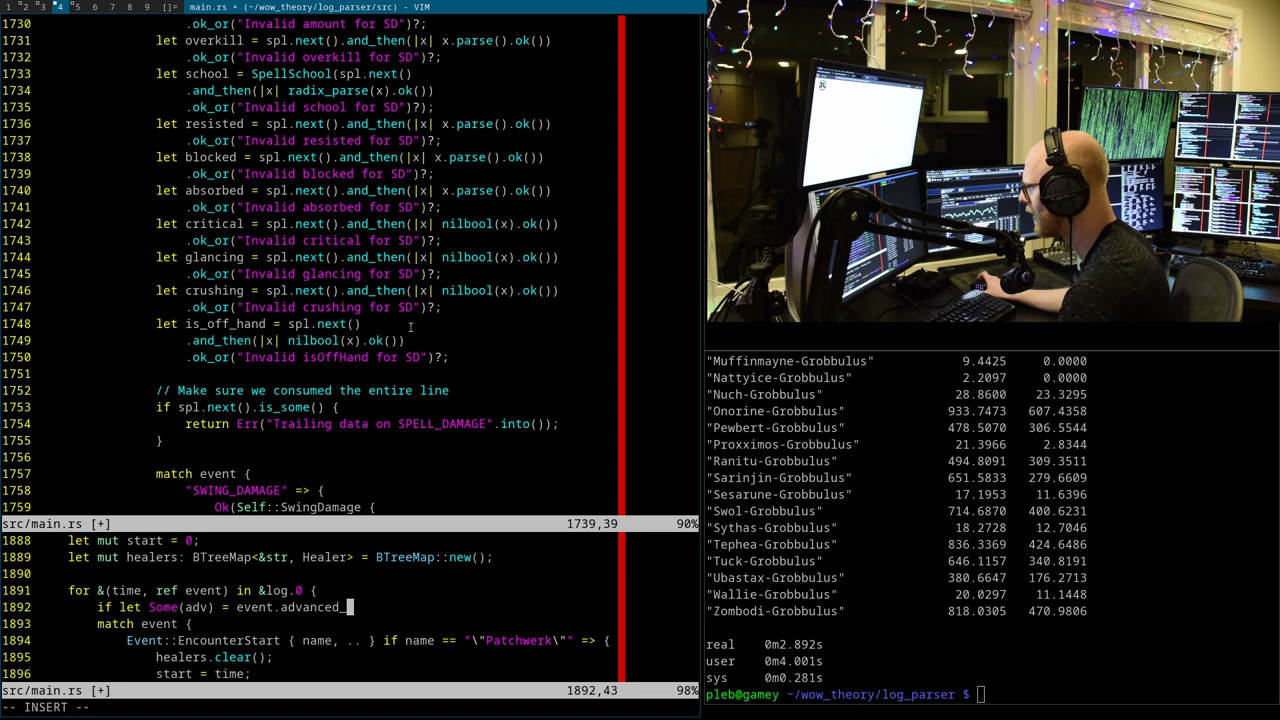 1 2 3 4 5 6 7 8 9 []= main.rs + (~/wow_theory/log_parser/src) - VIM
1730 .ok_or("Invalid amount for SD")?;
1731 let overkill = spl.next().and_then(|x| x.parse().ok())
1732 .ok_or("Invalid overkill for SD")?;
1733 let school = SpellSchool(spl.next()
1734 .and_then(|x| radix_parse(x).ok())
1735 .ok_or("Invalid school for SD")?);
1736 let resisted = spl.next().and_then(|x| x.parse().ok())
1737 .ok_or("Invalid resisted for SD")?;
1738 let blocked = spl.next().and_then(|x| x.parse().ok())
1739 .ok_or("Invalid blocked for SD")?;
1740 let absorbed = spl.next().and_then(|x| x.parse().ok())
1741 .ok_or("Invalid absorbed for SD")?;
1742 let critical = spl.next().and_then(|x| nilbool(x).ok())
1743 .ok_or("Invalid critical for SD")?;
1744 let glancing = spl.next().and_then(|x| nilbool(x).ok())
1745 .ok_or("Invalid glancing for SD")?;
1746 let crushing = spl.next().and_then(|x| nilbool(x).ok())
1747 .ok_or("Invalid crushing for SD")?;
1748 let is_off_hand = spl.next()
1749 .and_then(|x| nilbool(x).ok())
1750 .ok_or("Invalid isOffHand for SD")?;
1751
1752 // Make sure we consumed the entire line
1753 if spl.next().is_some() {
1754 return Err("Trailing data on SPELL_DAMAGE".into());
1755 }
1756
1757 match event {
1758 "SWING_DAMAGE" => {
1759 Ok(Self::SwingDamage {
src/main.rs [+] 1739,39 90%
1888 let mut start = 0;
1889 let mut healers: BTreeMap<&str, Healer> = BTreeMap::new();
1890
1891 for &(time, ref event) in &log.0 {
1892 if let Some(adv) = event.advanced_
1893 match event {
1894 Event::EncounterStart { name, .. } if name == "\"Patchwerk\"" => {
1895 healers.clear();
1896 start = time;
src/main.rs [+] 1892,43 98%
-- INSERT --
"Muffinmayne-Grobbulus" 9.4425 0.0000
"Nattyice-Grobbulus" 2.2097 0.0000
"Nuch-Grobbulus" 28.8600 23.3295
"Onorine-Grobbulus" 933.7473 607.4358
"Pewbert-Grobbulus" 478.5070 306.5544
"Proxximos-Grobbulus" 21.3966 2.8344
"Ranitu-Grobbulus" 494.8091 309.3511
"Sarinjin-Grobbulus" 651.5833 279.6609
"Sesarune-Grobbulus" 17.1953 11.6396
"Swol-Grobbulus" 714.6870 400.6231
"Sythas-Grobbulus" 18.2728 12.7046
"Tephea-Grobbulus" 836.3369 424.6486
"Tuck-Grobbulus" 646.1157 340.8191
"Ubastax-Grobbulus" 380.6647 176.2713
"Wallie-Grobbulus" 20.0297 11.1448
"Zombodi-Grobbulus" 818.0305 470.9806
real 0m2.892s
user 0m4.001s
sys 0m0.281s
pleb@gamey ~/wow_theory/log_parser $